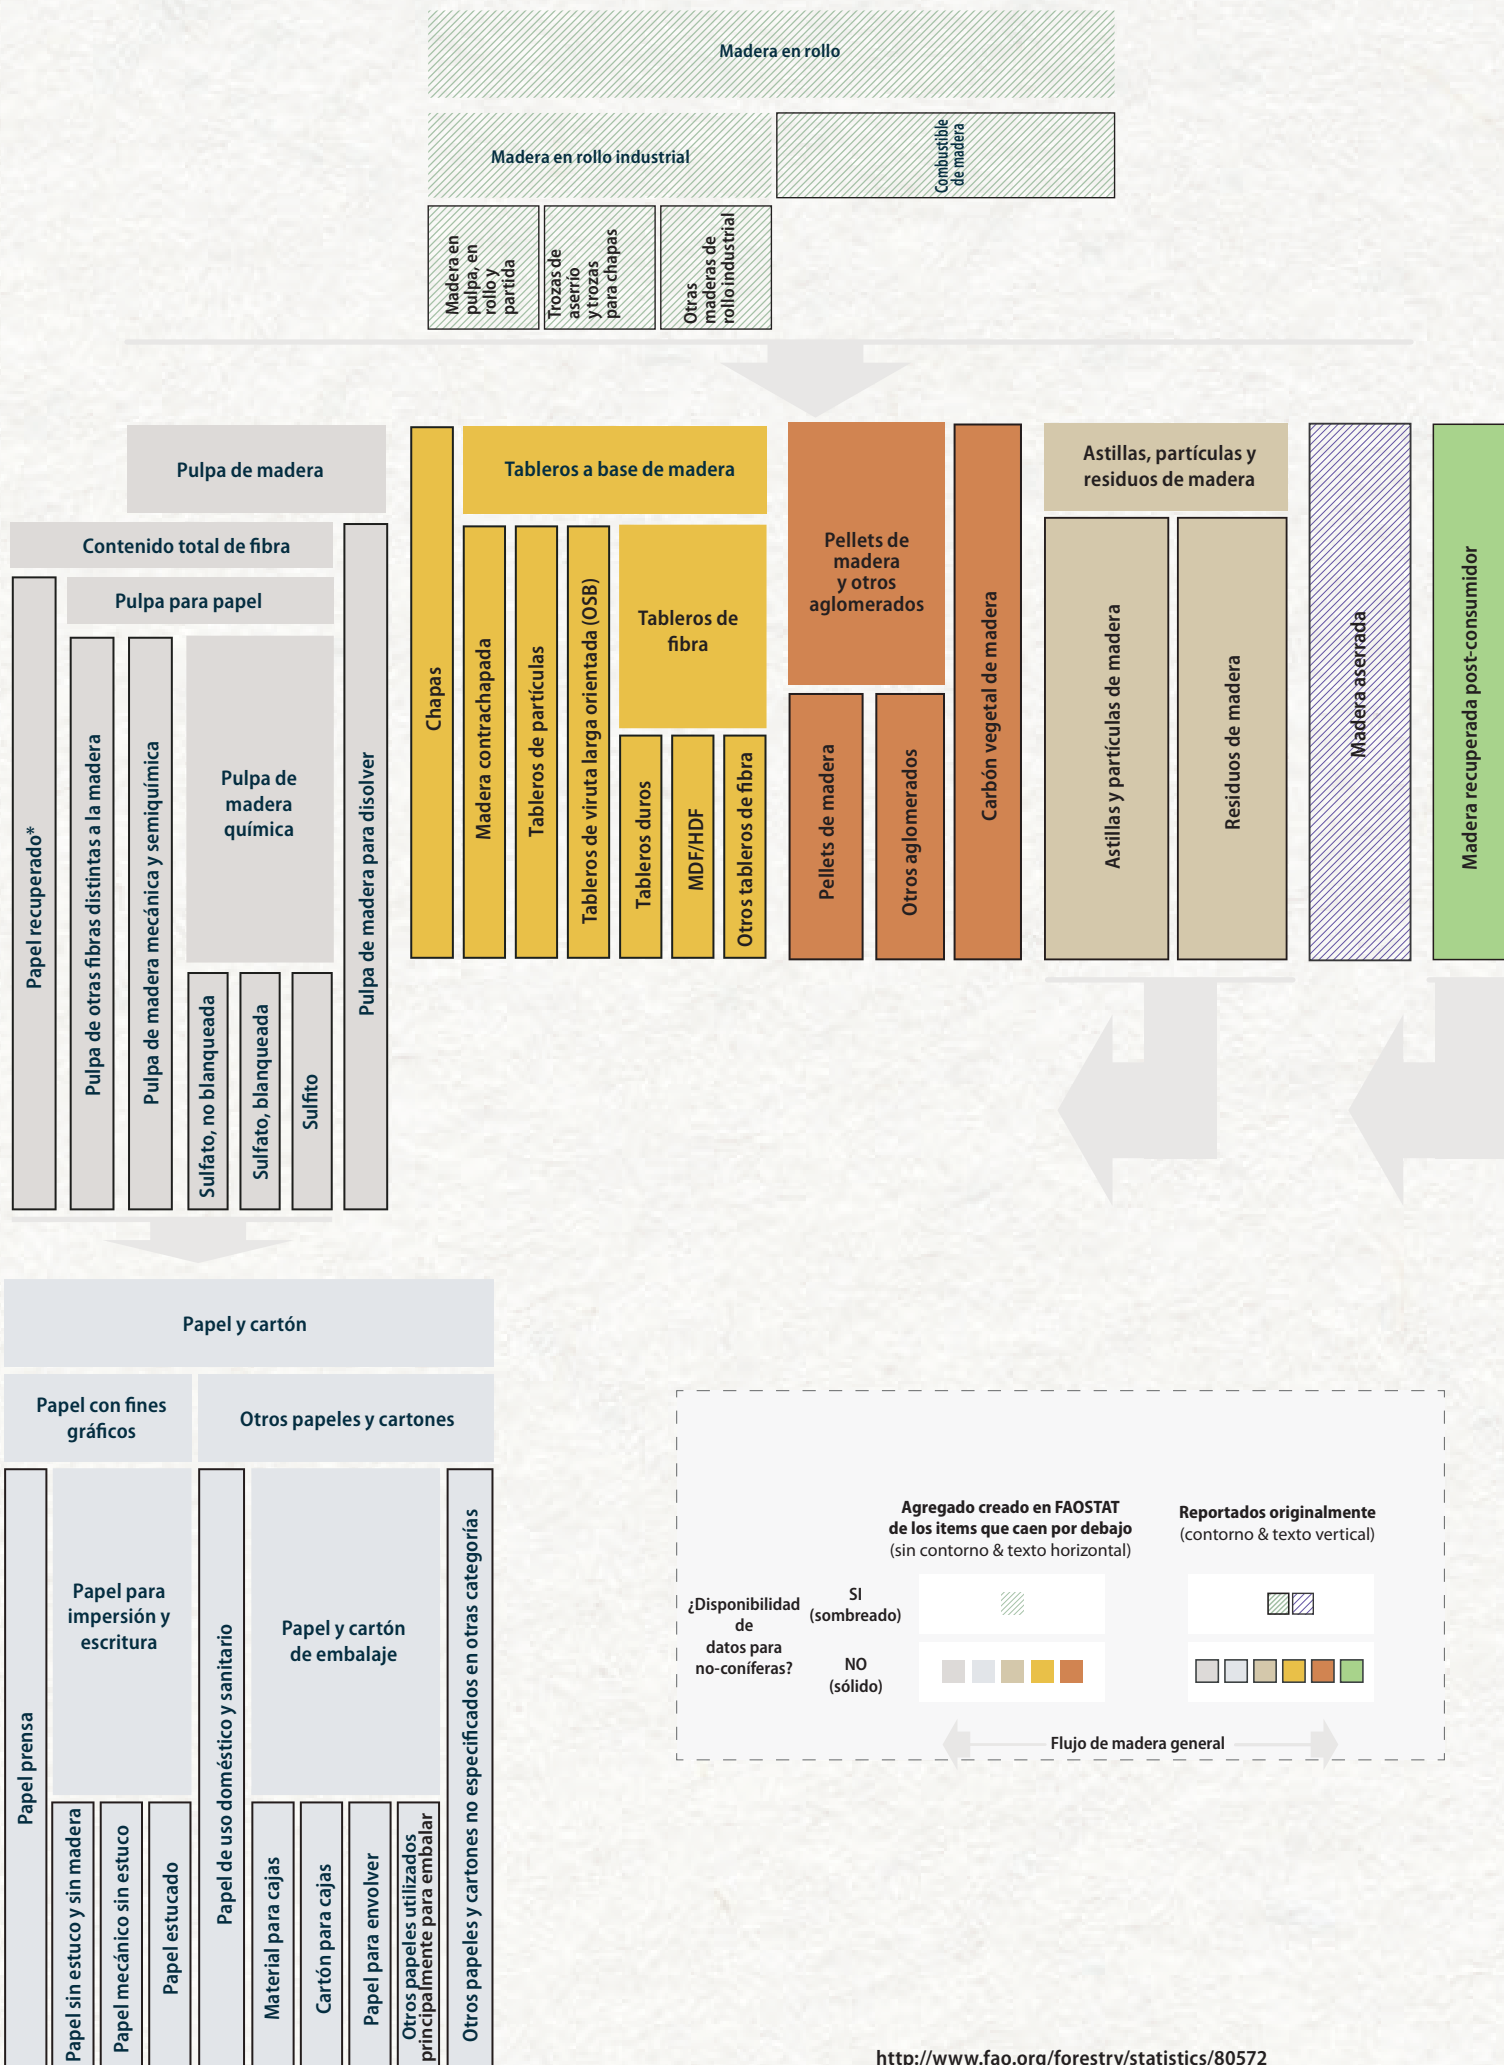 Madera en rollo
Madera en rollo industrial
Combustible
de madera
Madera en
pulpa, en
rollo y
partida
Trozas de
aserrío
y trozas
para chapas
Otras
maderas de
rollo industrial
Pulpa de madera
Contenido total de fibra
Pulpa para papel
Papel recuperado*
Pulpa de otras fibras distintas a la madera
Pulpa de madera mecánica y semiquímica
Pulpa de
madera
química
Sulfato, no blanqueada
Sulfato, blanqueada
Sulfito
Pulpa de madera para disolver
Chapas
Tableros a base de madera
Madera contrachapada
Tableros de partículas
Tableros de viruta larga orientada (OSB)
Tableros de
fibra
Tableros duros
MDF/HDF
Otros tableros de fibra
Pellets de
madera
y otros
aglomerados
Pellets de madera
Otros aglomerados
Carbón vegetal de madera
Astillas, partículas y
residuos de madera
Astillas y partículas de madera
Residuos de madera
Madera aserrada
Madera recuperada post-consumidor
Papel y cartón
Papel con fines
gráficos
Otros papeles y cartones
Papel prensa
Papel para
impersión y
escritura
Papel sin estuco y sin madera
Papel mecánico sin estuco
Papel estucado
Papel de uso doméstico y sanitario
Papel y cartón
de embalaje
Material para cajas
Cartón para cajas
Papel para envolver
Otros papeles utilizados
principalmente para embalar
Otros papeles y cartones no especificados en otras categorías
Agregado creado en FAOSTAT
de los items que caen por debajo
(sin contorno & texto horizontal)
Reportados originalmente
(contorno & texto vertical)
¿Disponibilidad
de
datos para
no-coníferas?
SI
(sombreado)
NO
(sólido)
Flujo de madera general
http://www.fao.org/forestry/statistics/80572